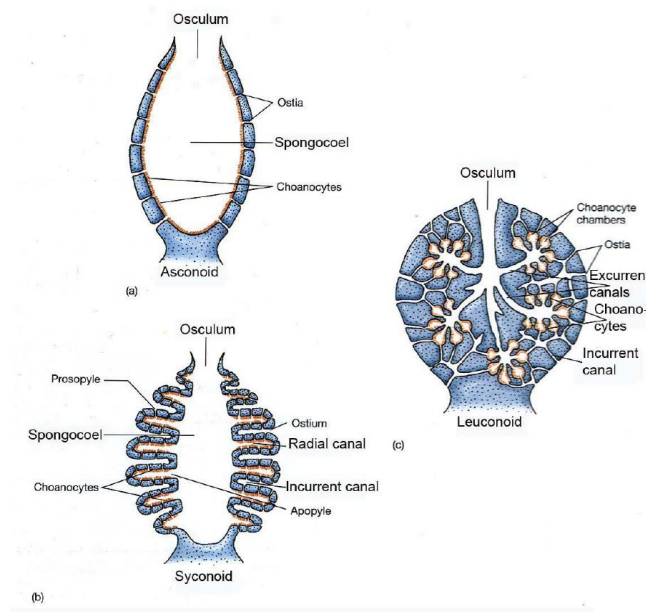 Osculum
Ostia
Spongocoel
Choanocytes
Asconoid
(a)
Osculum
Prosopyle
Spongocoel
Choanocytes
Ostium
Radial canal
Incurrent canal
Apopyle
Syconoid
(b)
Osculum
Choanocyte
chambers
Ostia
Excurren
canals
Choano-
cytes
Incurrent
canal
Leuconoid
(c)